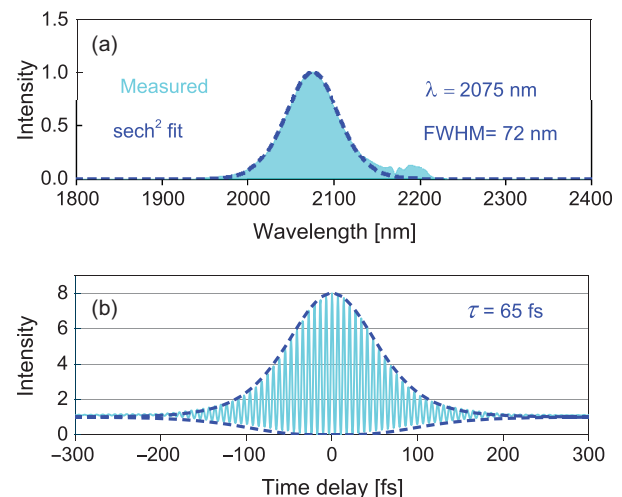 (a)
Measured
sech² fit
λ = 2075 nm
FWHM= 72 nm
Intensity
1.5
1.0
0.5
0.0
1800 1900 2000 2100 2200 2300 2400
Wavelength [nm]
(b)
τ = 65 fs
Intensity
8
6
4
2
0
−300 −200 −100 0 100 200 300
Time delay [fs]